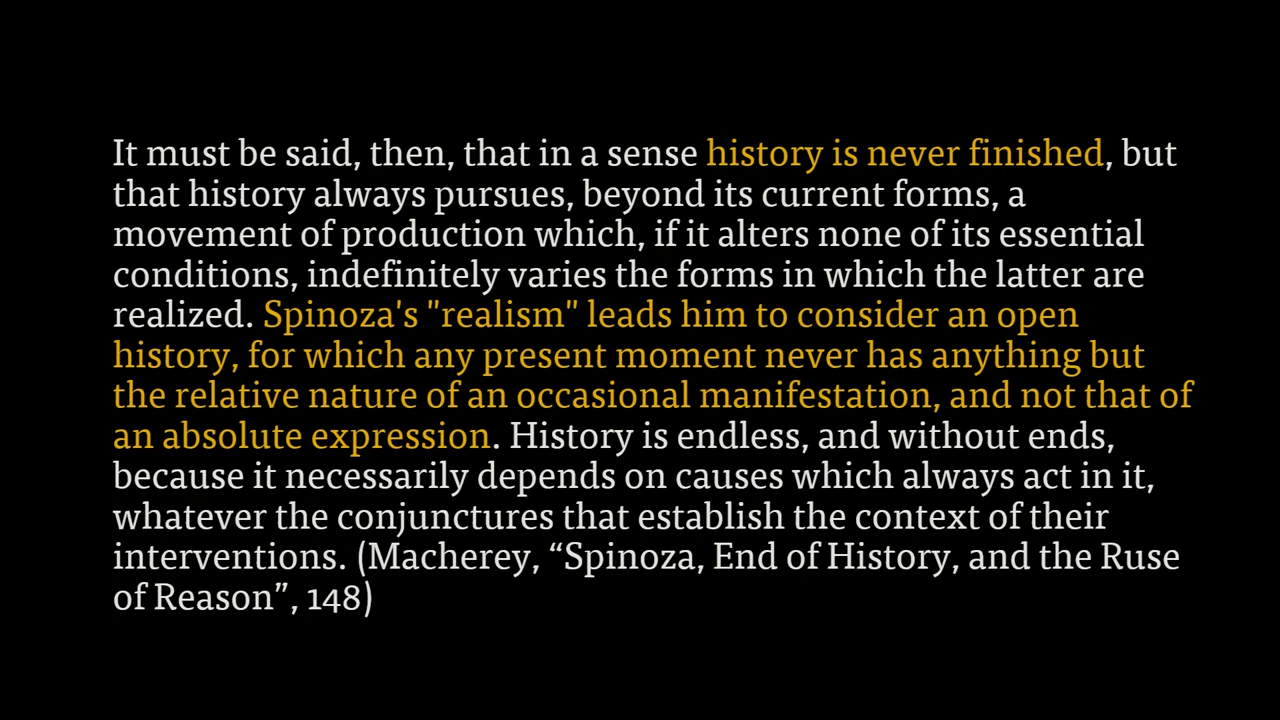 It must be said, then, that in a sense history is never finished, but
that history always pursues, beyond its current forms, a
movement of production which, if it alters none of its essential
conditions, indefinitely varies the forms in which the latter are
realized. Spinoza's "realism" leads him to consider an open
history, for which any present moment never has anything but
the relative nature of an occasional manifestation, and not that of
an absolute expression. History is endless, and without ends,
because it necessarily depends on causes which always act in it,
whatever the conjunctures that establish the context of their
interventions. (Macherey, “Spinoza, End of History, and the Ruse
of Reason”, 148)